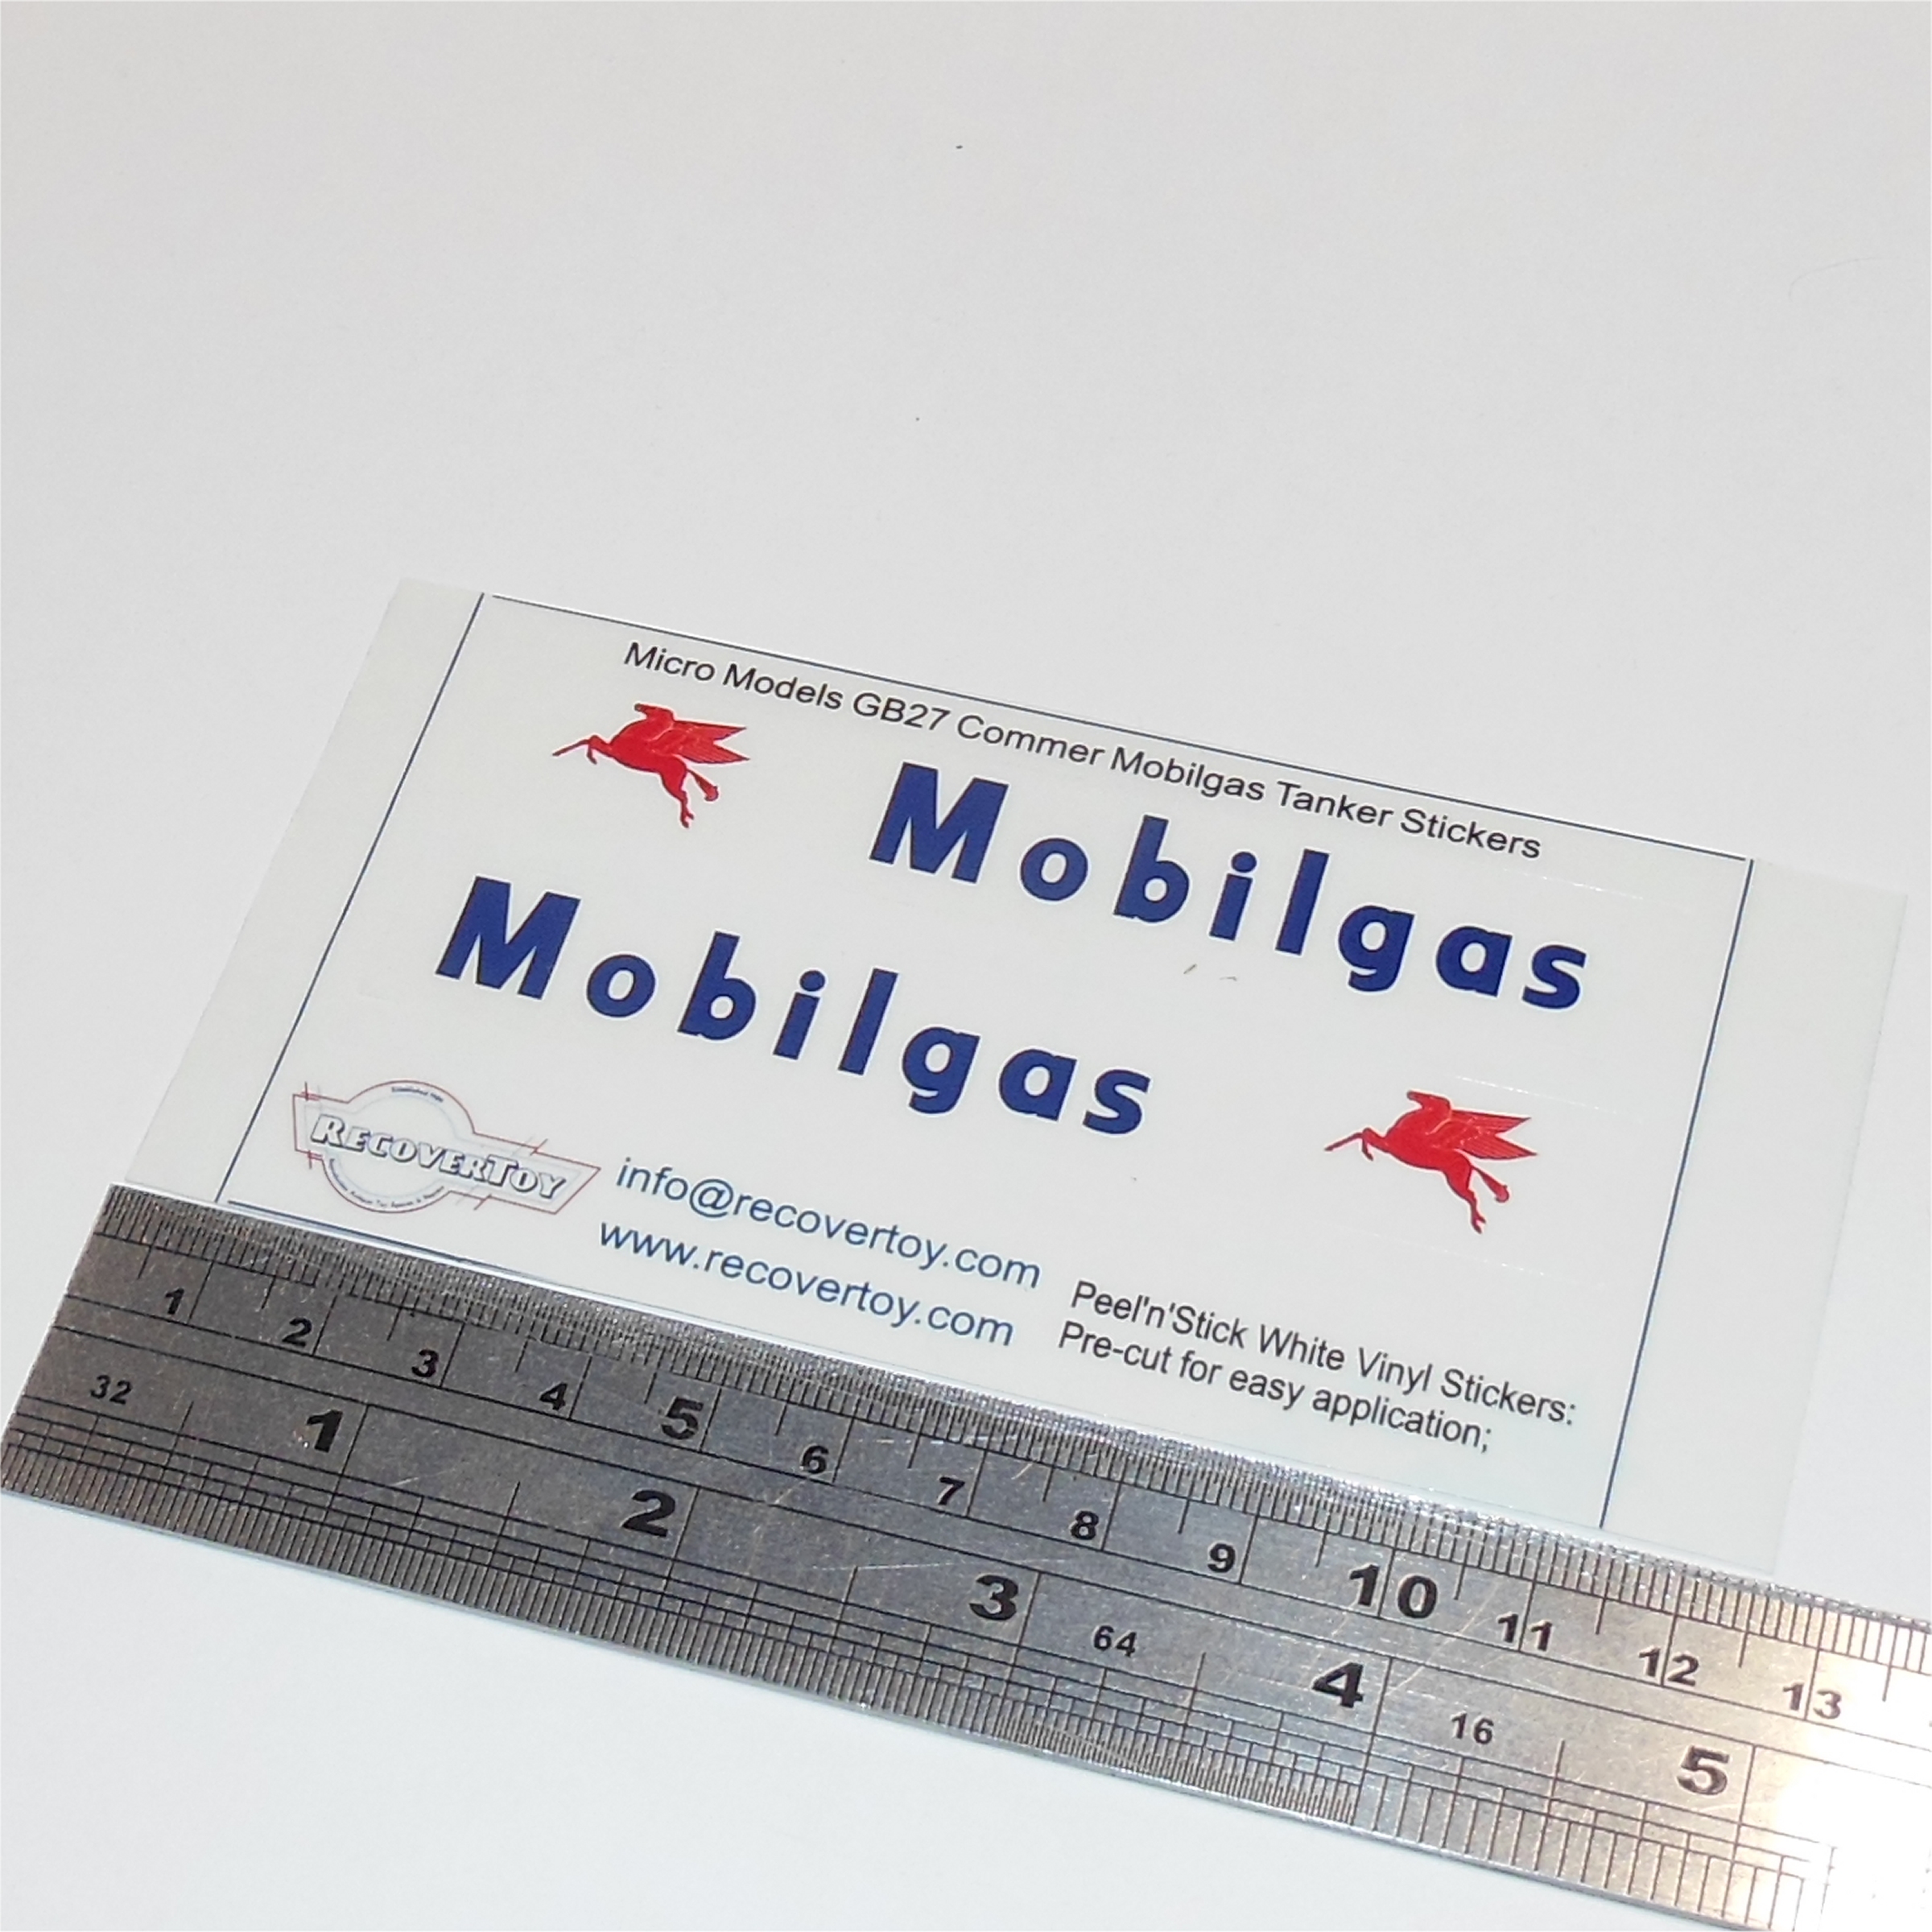 Micro Models GB27 Commer Mobilgas Tanker Stickers
Mobilgas
Mobilgas
RECOVERTOY
info@recovertoy.com
www.recovertoy.com
Peel'n'Stick White Vinyl Stickers:
Pre-cut for easy application;
1 2 3 4 5 6 7 8 9 10 11 12 13
32 1 2 3 64 4 16 5